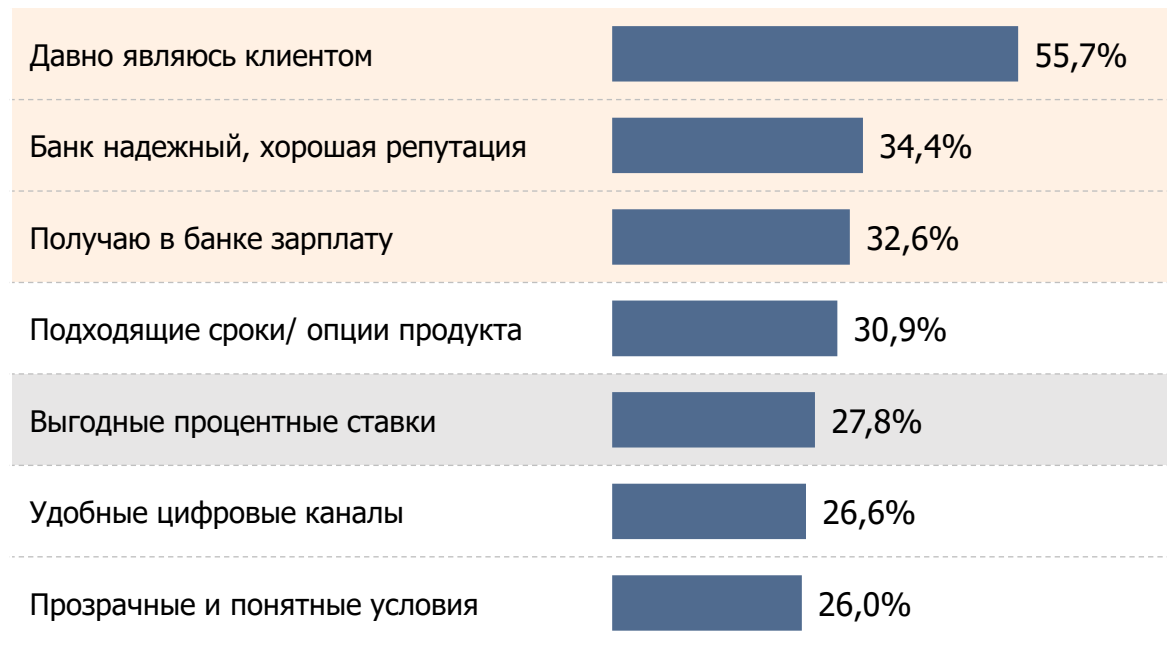 Давно являюсь клиентом 55,7%
Банк надежный, хорошая репутация 34,4%
Получаю в банке зарплату 32,6%
Подходящие сроки/ опции продукта 30,9%
Выгодные процентные ставки 27,8%
Удобные цифровые каналы 26,6%
Прозрачные и понятные условия 26,0%